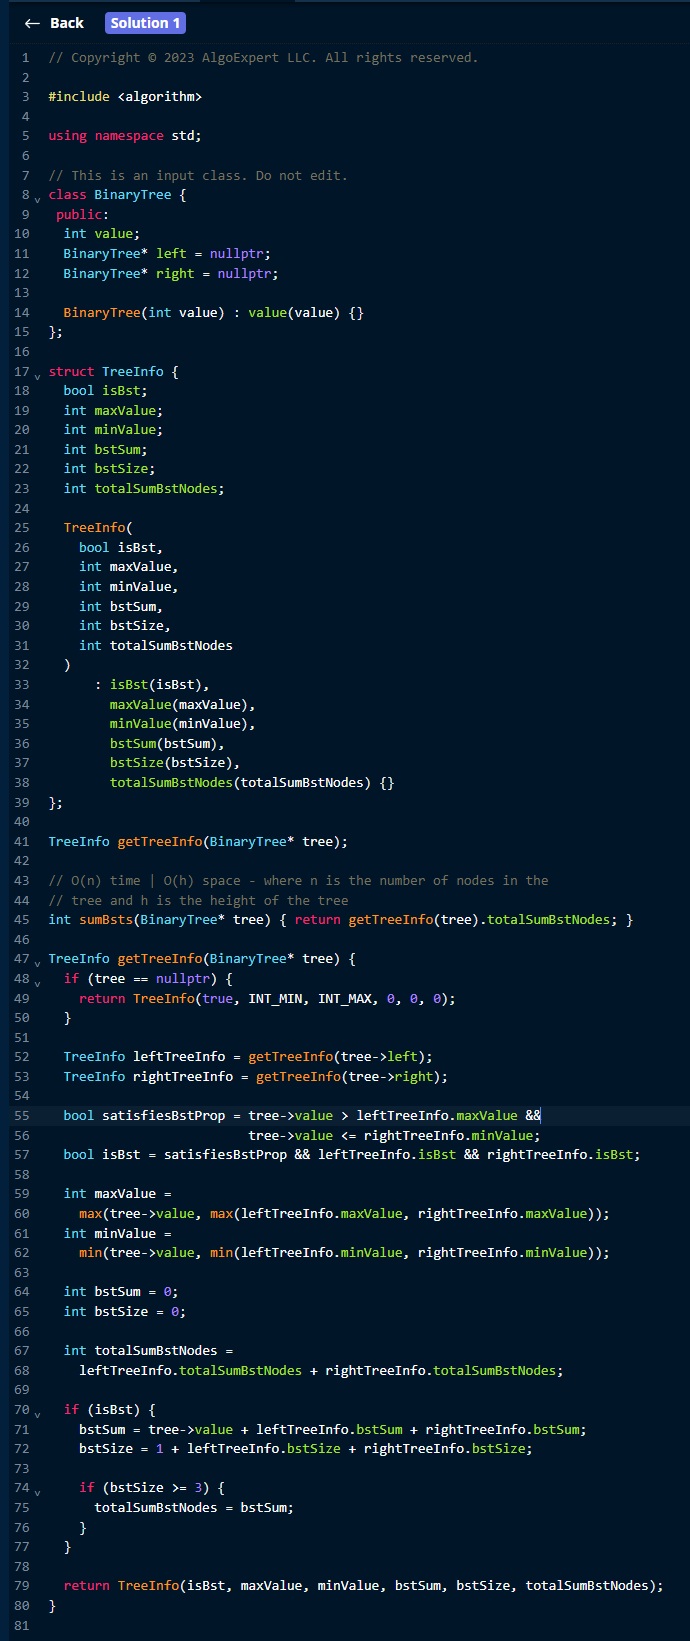 ← Back Solution 1
1 // Copyright © 2023 AlgoExpert LLC. All rights reserved.
2
3 #include <algorithm>
4
5 using namespace std;
6
7 // This is an input class. Do not edit.
8 class BinaryTree {
9  public:
10   int value;
11   BinaryTree* left = nullptr;
12   BinaryTree* right = nullptr;
13
14   BinaryTree(int value) : value(value) {}
15 };
16
17 struct TreeInfo {
18   bool isBst;
19   int maxValue;
20   int minValue;
21   int bstSum;
22   int bstSize;
23   int totalSumBstNodes;
24
25   TreeInfo(
26     bool isBst,
27     int maxValue,
28     int minValue,
29     int bstSum,
30     int bstSize,
31     int totalSumBstNodes
32   )
33       : isBst(isBst),
34         maxValue(maxValue),
35         minValue(minValue),
36         bstSum(bstSum),
37         bstSize(bstSize),
38         totalSumBstNodes(totalSumBstNodes) {}
39 };
40
41 TreeInfo getTreeInfo(BinaryTree* tree);
42
43 // O(n) time | O(h) space - where n is the number of nodes in the
44 // tree and h is the height of the tree
45 int sumBsts(BinaryTree* tree) { return getTreeInfo(tree).totalSumBstNodes; }
46
47 TreeInfo getTreeInfo(BinaryTree* tree) {
48   if (tree == nullptr) {
49     return TreeInfo(true, INT_MIN, INT_MAX, 0, 0, 0);
50   }
51
52   TreeInfo leftTreeInfo = getTreeInfo(tree->left);
53   TreeInfo rightTreeInfo = getTreeInfo(tree->right);
54
55   bool satisfiesBstProp = tree->value > leftTreeInfo.maxValue &&
56                           tree->value <= rightTreeInfo.minValue;
57   bool isBst = satisfiesBstProp && leftTreeInfo.isBst && rightTreeInfo.isBst;
58
59   int maxValue =
60     max(tree->value, max(leftTreeInfo.maxValue, rightTreeInfo.maxValue));
61   int minValue =
62     min(tree->value, min(leftTreeInfo.minValue, rightTreeInfo.minValue));
63
64   int bstSum = 0;
65   int bstSize = 0;
66
67   int totalSumBstNodes =
68     leftTreeInfo.totalSumBstNodes + rightTreeInfo.totalSumBstNodes;
69
70   if (isBst) {
71     bstSum = tree->value + leftTreeInfo.bstSum + rightTreeInfo.bstSum;
72     bstSize = 1 + leftTreeInfo.bstSize + rightTreeInfo.bstSize;
73
74     if (bstSize >= 3) {
75       totalSumBstNodes = bstSum;
76     }
77   }
78
79   return TreeInfo(isBst, maxValue, minValue, bstSum, bstSize, totalSumBstNodes);
80 }
81